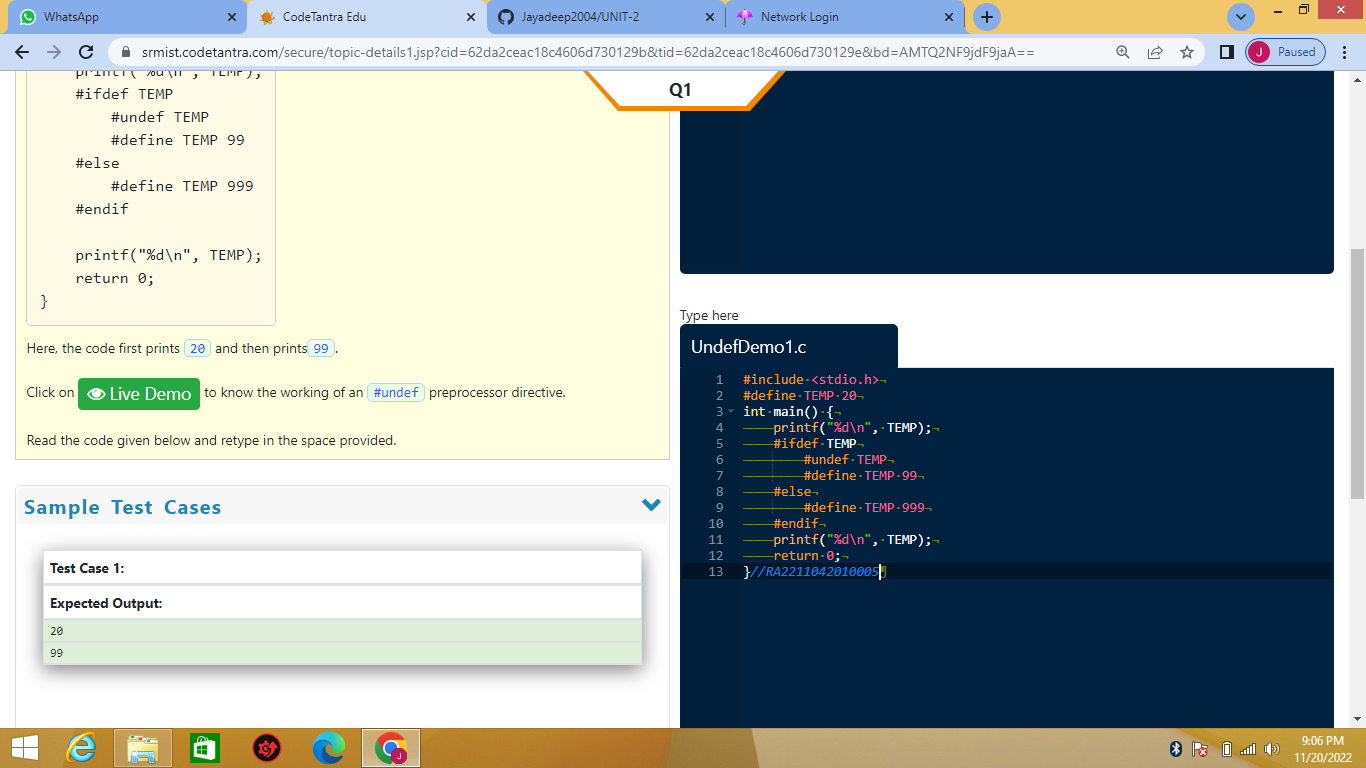 WhatsApp
CodeTantra Edu
Jayadeep2004/UNIT-2
Network Login
srmist.codetantra.com/secure/topic-details1.jsp?cid=62da2ceac18c4606d730129b&tid=62da2ceac18c4606d730129e&bd=AMTQ2NF9jdF9jaA==
J Paused
Q1
printf("%d\n", TEMP);
#ifdef TEMP
#undef TEMP
#define TEMP 99
#else
#define TEMP 999
#endif
printf("%d\n", TEMP);
return 0;
}
Here, the code first prints 20 and then prints 99.
Click on Live Demo to know the working of an #undef preprocessor directive.
Read the code given below and retype in the space provided.
Sample Test Cases
Test Case 1:
Expected Output:
20
99
Type here
UndefDemo1.c
1 #include <stdio.h>
2 #define TEMP 20
3 int main() {
4 printf("%d\n", TEMP);
5 #ifdef TEMP
6 #undef TEMP
7 #define TEMP 99
8 #else
9 #define TEMP 999
10 #endif
11 printf("%d\n", TEMP);
12 return 0;
13 }//RA2211042010005
J
9:06 PM
11/20/2022